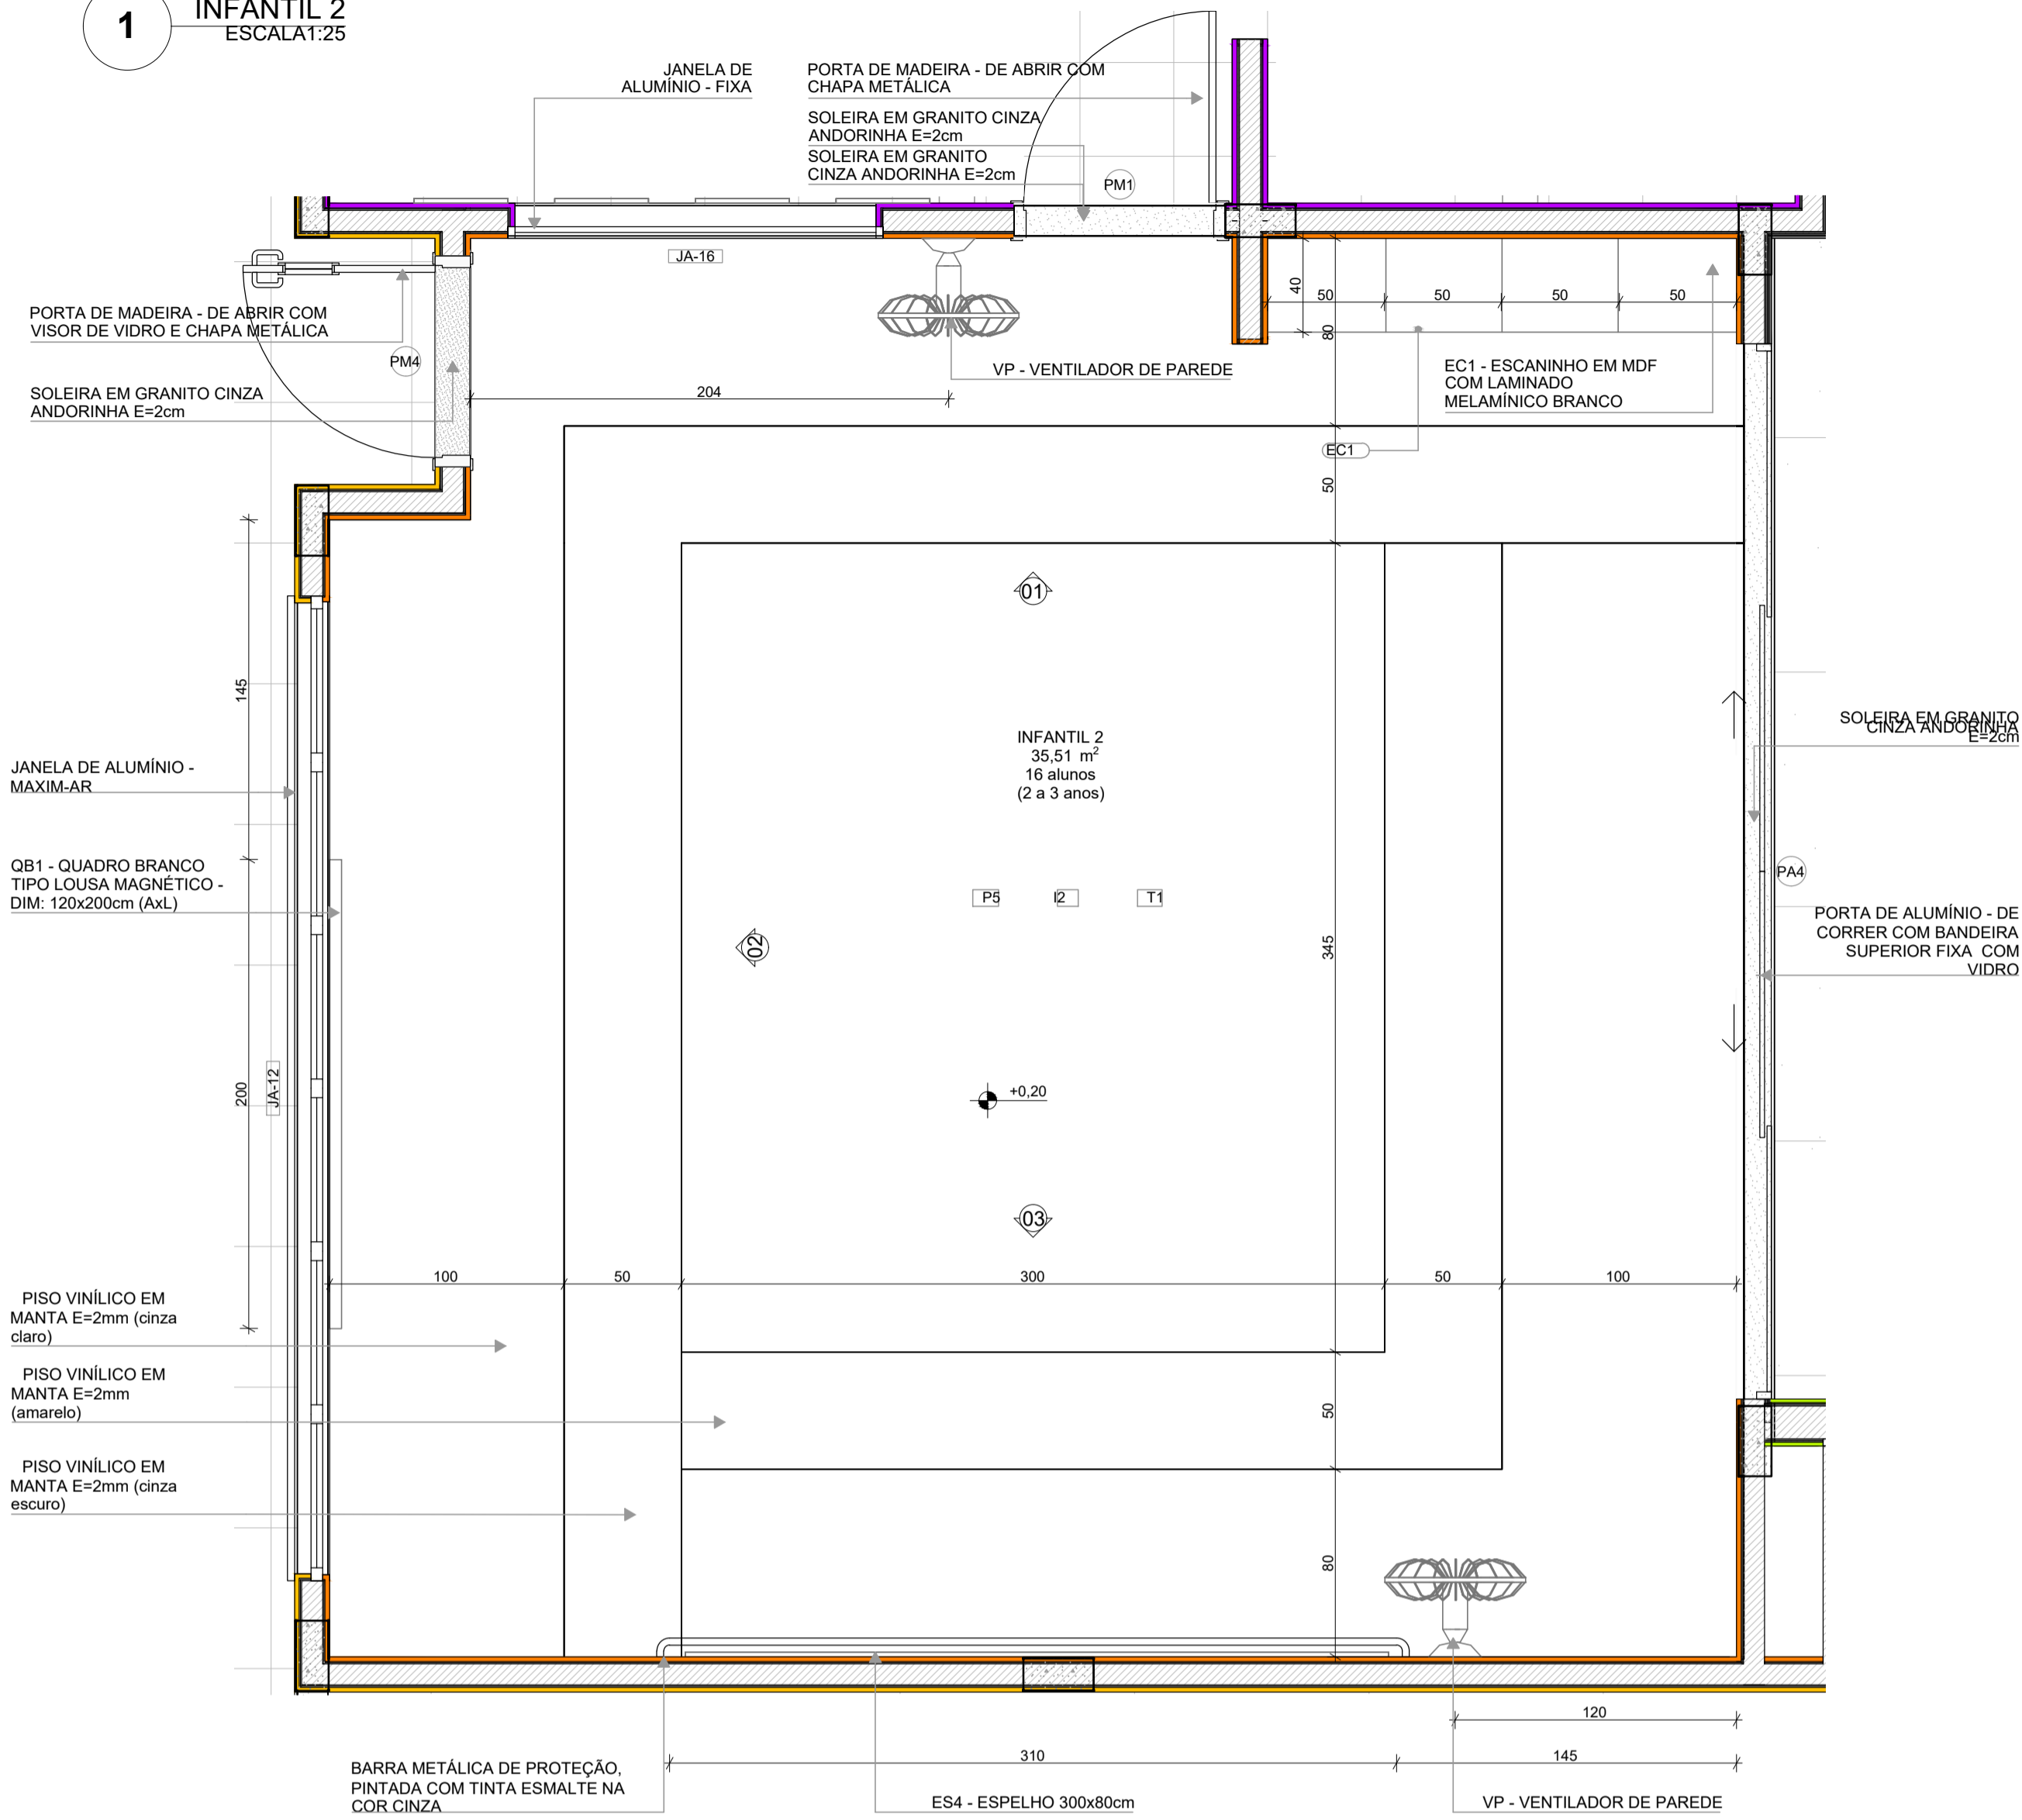 1
INFANTIL 2
ESCALA1:25
JANELA DE
ALUMÍNIO - FIXA
PORTA DE MADEIRA - DE ABRIR COM
CHAPA METÁLICA
SOLEIRA EM GRANITO CINZA
ANDORINHA E=2cm
SOLEIRA EM GRANITO
CINZA ANDORINHA E=2cm
PM1
JA-16
40
50
50
50
50
80
PORTA DE MADEIRA - DE ABRIR COM
VISOR DE VIDRO E CHAPA METÁLICA
PM4
SOLEIRA EM GRANITO CINZA
ANDORINHA E=2cm
VP - VENTILADOR DE PAREDE
204
EC1 - ESCANINHO EM MDF
COM LAMINADO
MELAMÍNICO BRANCO
EC1
50
01
145
INFANTIL 2
35,51 m²
16 alunos
(2 a 3 anos)
SOLEIRA EM GRANITO
CINZA ANDORINHA
E=2cm
JANELA DE ALUMÍNIO -
MAXIM-AR
QB1 - QUADRO BRANCO
TIPO LOUSA MAGNÉTICO -
DIM: 120x200cm (AxL)
P5
I2
T1
PA4
02
345
PORTA DE ALUMÍNIO - DE
CORRER COM BANDEIRA
SUPERIOR FIXA COM
VIDRO
200
JA-12
+0,20
03
100
50
300
50
100
PISO VINÍLICO EM
MANTA E=2mm (cinza
claro)
PISO VINÍLICO EM
MANTA E=2mm
(amarelo)
50
PISO VINÍLICO EM
MANTA E=2mm (cinza
escuro)
80
120
310
145
BARRA METÁLICA DE PROTEÇÃO,
PINTADA COM TINTA ESMALTE NA
COR CINZA
ES4 - ESPELHO 300x80cm
VP - VENTILADOR DE PAREDE